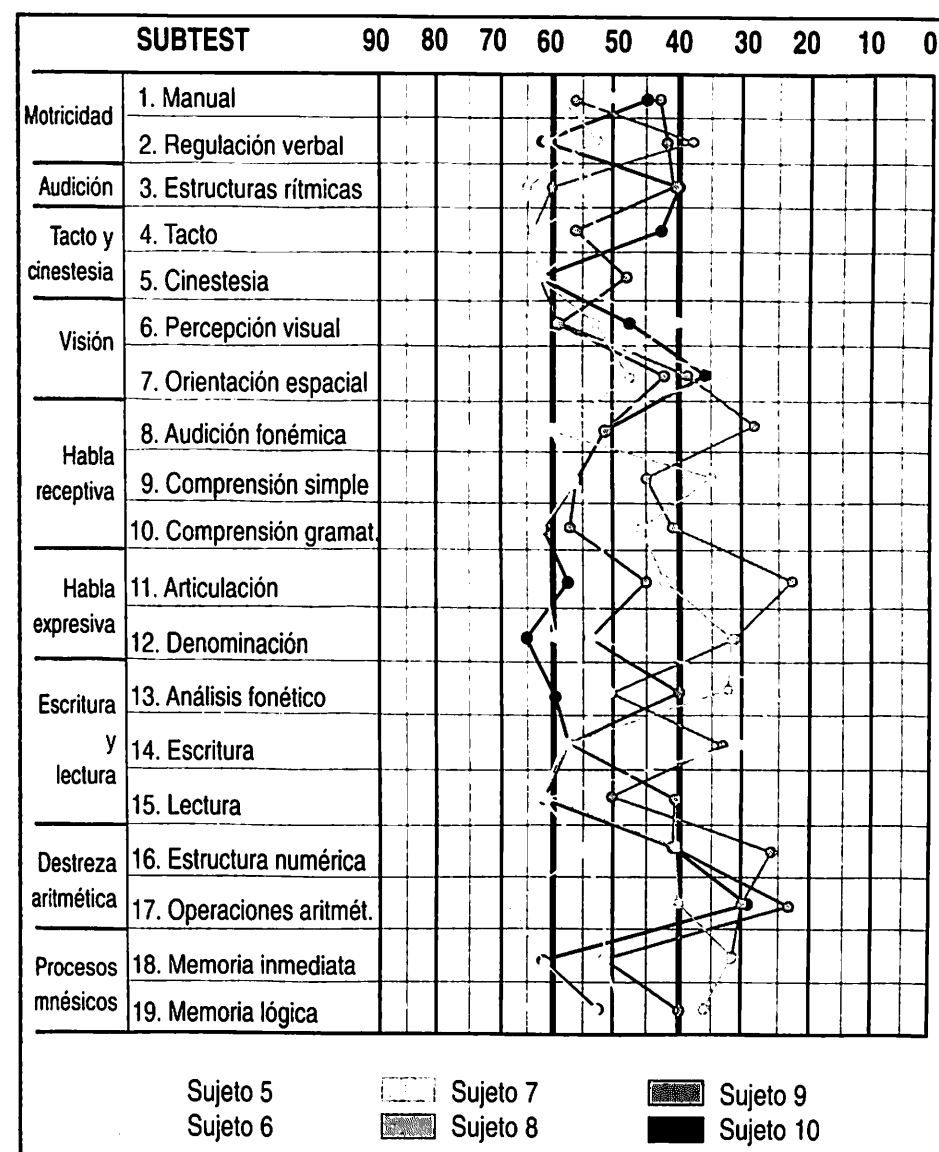 SUBTEST 90 80 70 60 50 40 30 20 10 0
Motricidad
1. Manual
2. Regulación verbal
Audición
3. Estructuras rítmicas
Tacto y
cinestesia
4. Tacto
5. Cinestesia
Visión
6. Percepción visual
7. Orientación espacial
Habla
receptiva
8. Audición fonémica
9. Comprensión simple
10. Comprensión gramat.
Habla
expresiva
11. Articulación
12. Denominación
Escritura
y
lectura
13. Análisis fonético
14. Escritura
15. Lectura
Destreza
aritmética
16. Estructura numérica
17. Operaciones aritmét.
Procesos
mnésicos
18. Memoria inmediata
19. Memoria lógica
Sujeto 5
Sujeto 6
Sujeto 7
Sujeto 8
Sujeto 9
Sujeto 10